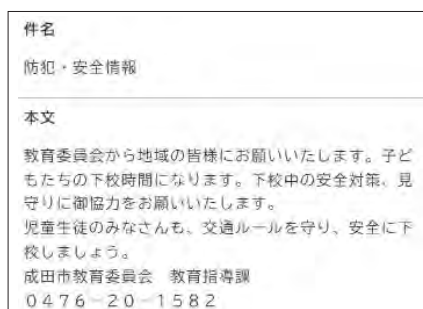 件名
防犯・安全情報
本文
教育委員会から地域の皆様にお願いいたします。子ど
もたちの下校時間になります。下校中の安全対策、見
守りに御協力をお願いいたします。
児童生徒のみなさんも、交通ルールを守り、安全に下
校しましょう。
成田市教育委員会　教育指導課
０４７６－２０－１５８２